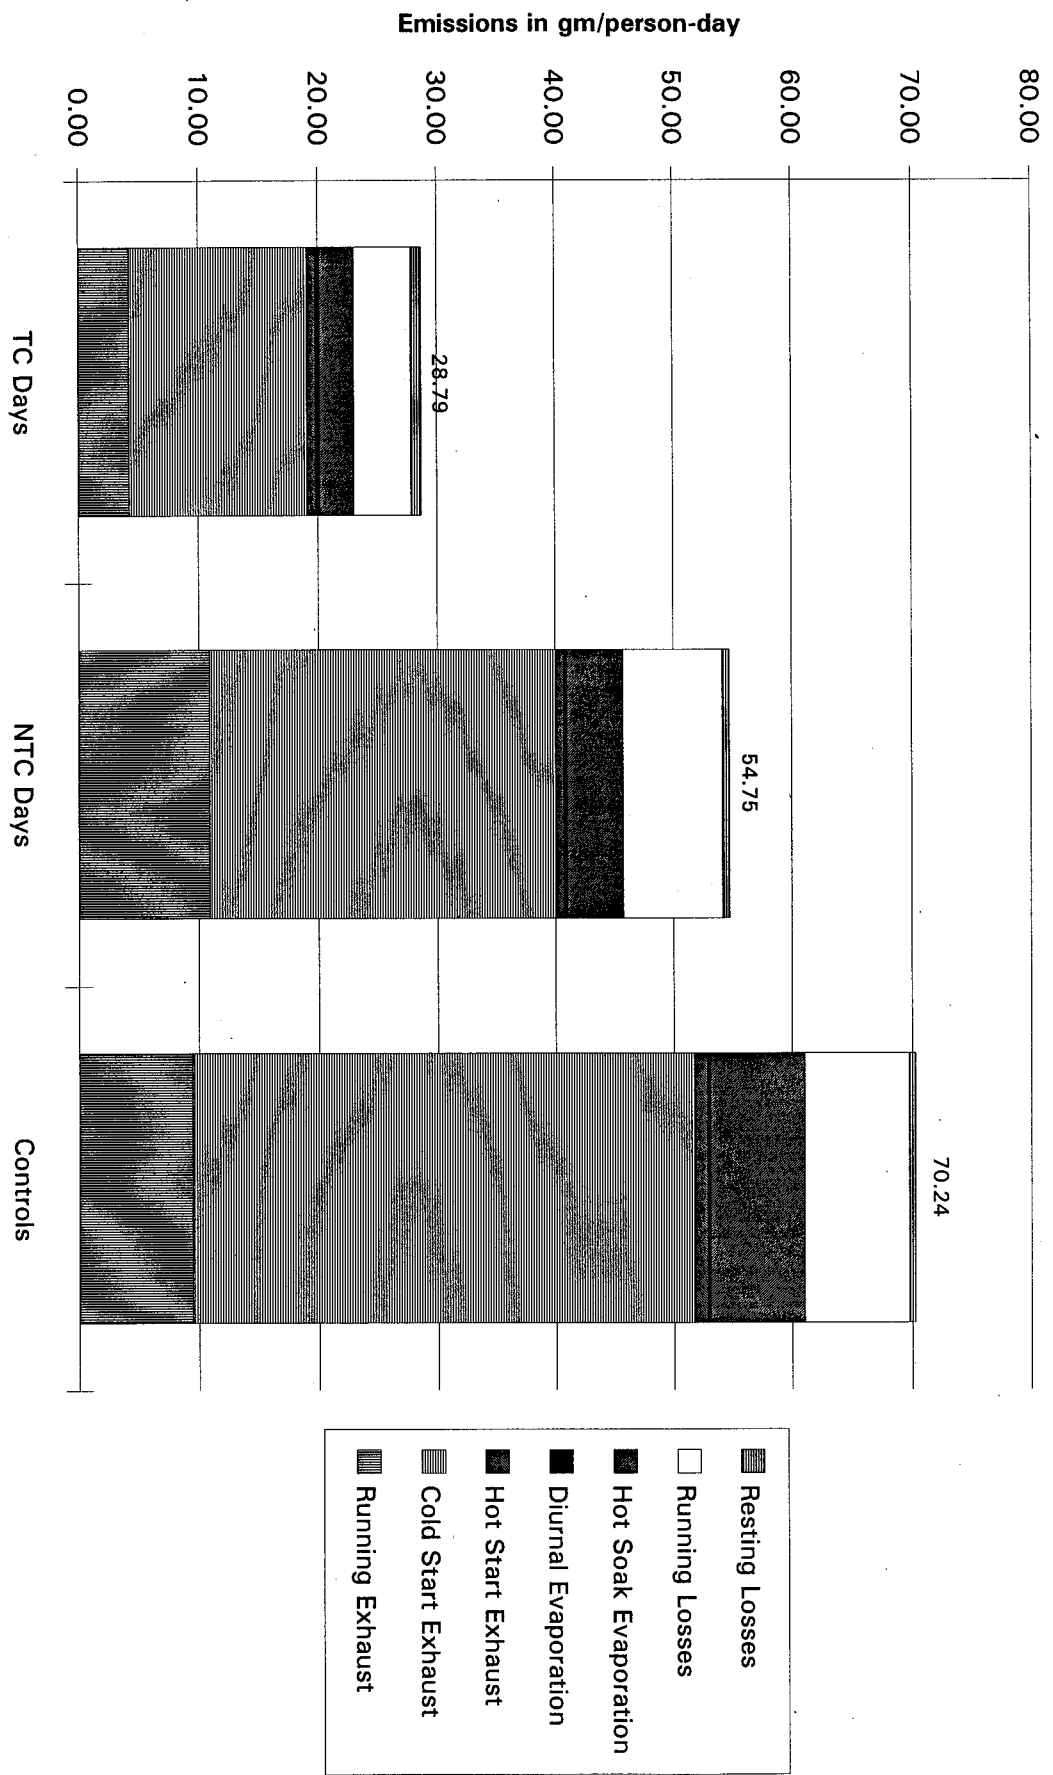 Emissions in gm/person-day
80.00
70.00
60.00
50.00
40.00
30.00
20.00
10.00
0.00
28.79
54.75
70.24
TC Days
NTC Days
Controls
Resting Losses
Running Losses
Hot Soak Evaporation
Diurnal Evaporation
Hot Start Exhaust
Cold Start Exhaust
Running Exhaust